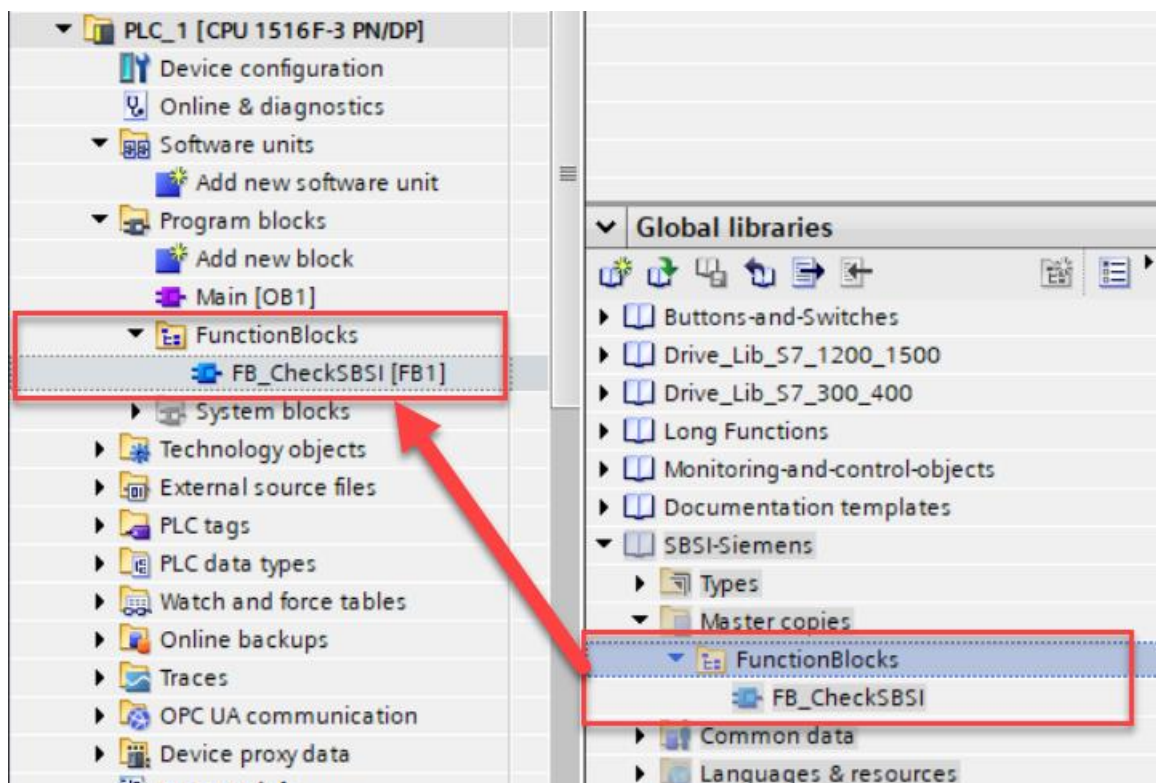 PLC_1 [CPU 1516F-3 PN/DP]
Device configuration
Online & diagnostics
Software units
Add new software unit
Program blocks
Add new block
Main [OB1]
FunctionBlocks
FB_CheckSBSI [FB1]
System blocks
Technology objects
External source files
PLC tags
PLC data types
Watch and force tables
Online backups
Traces
OPC UA communication
Device proxy data
Global libraries
Buttons-and-Switches
Drive_Lib_S7_1200_1500
Drive_Lib_S7_300_400
Long Functions
Monitoring-and-control-objects
Documentation templates
SBSI-Siemens
Types
Master copies
FunctionBlocks
FB_CheckSBSI
Common data
Languages & resources